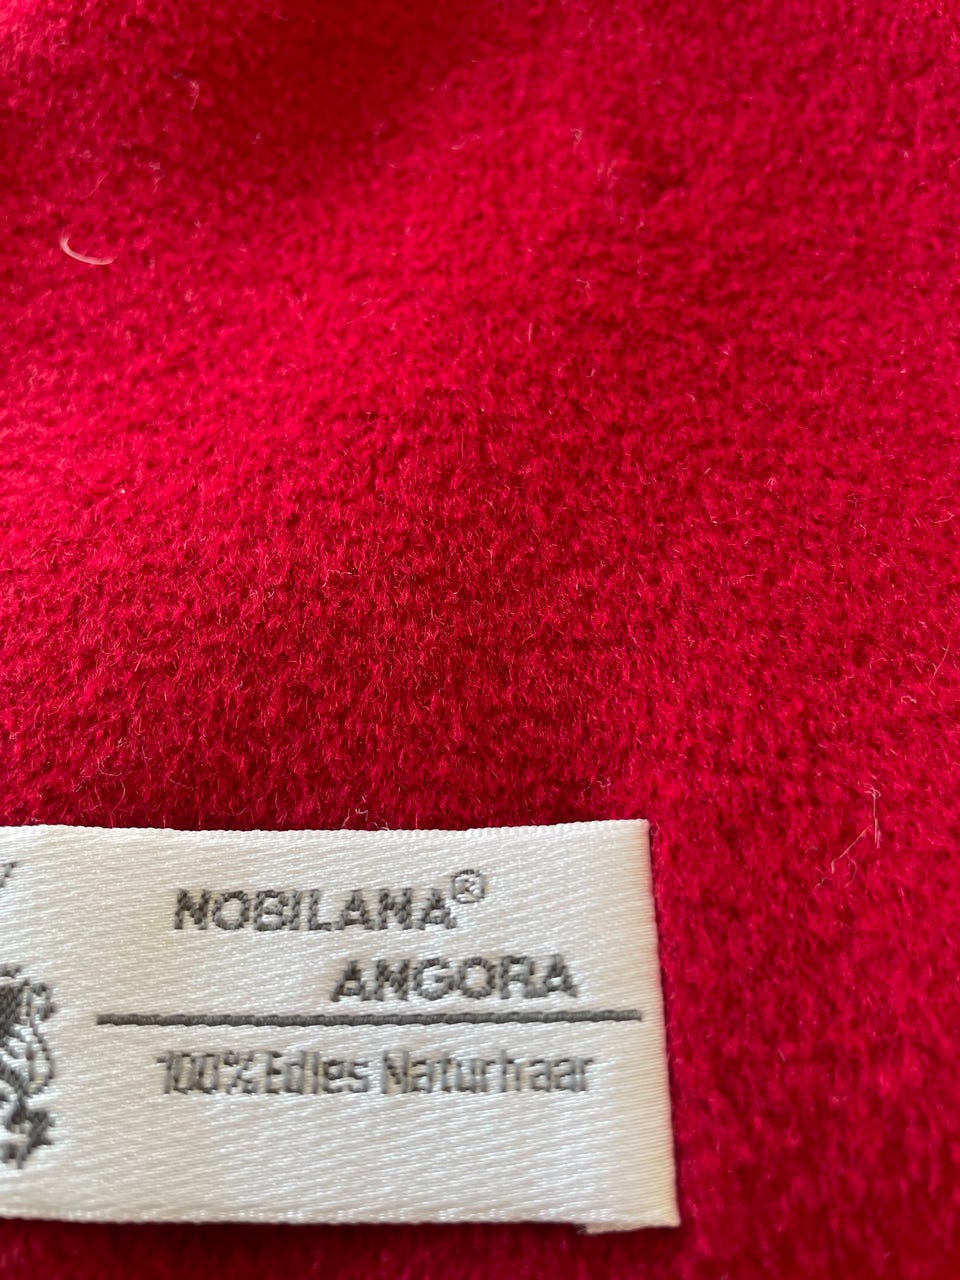 NOBILANA®
ANGORA
100% Edles Naturhaar